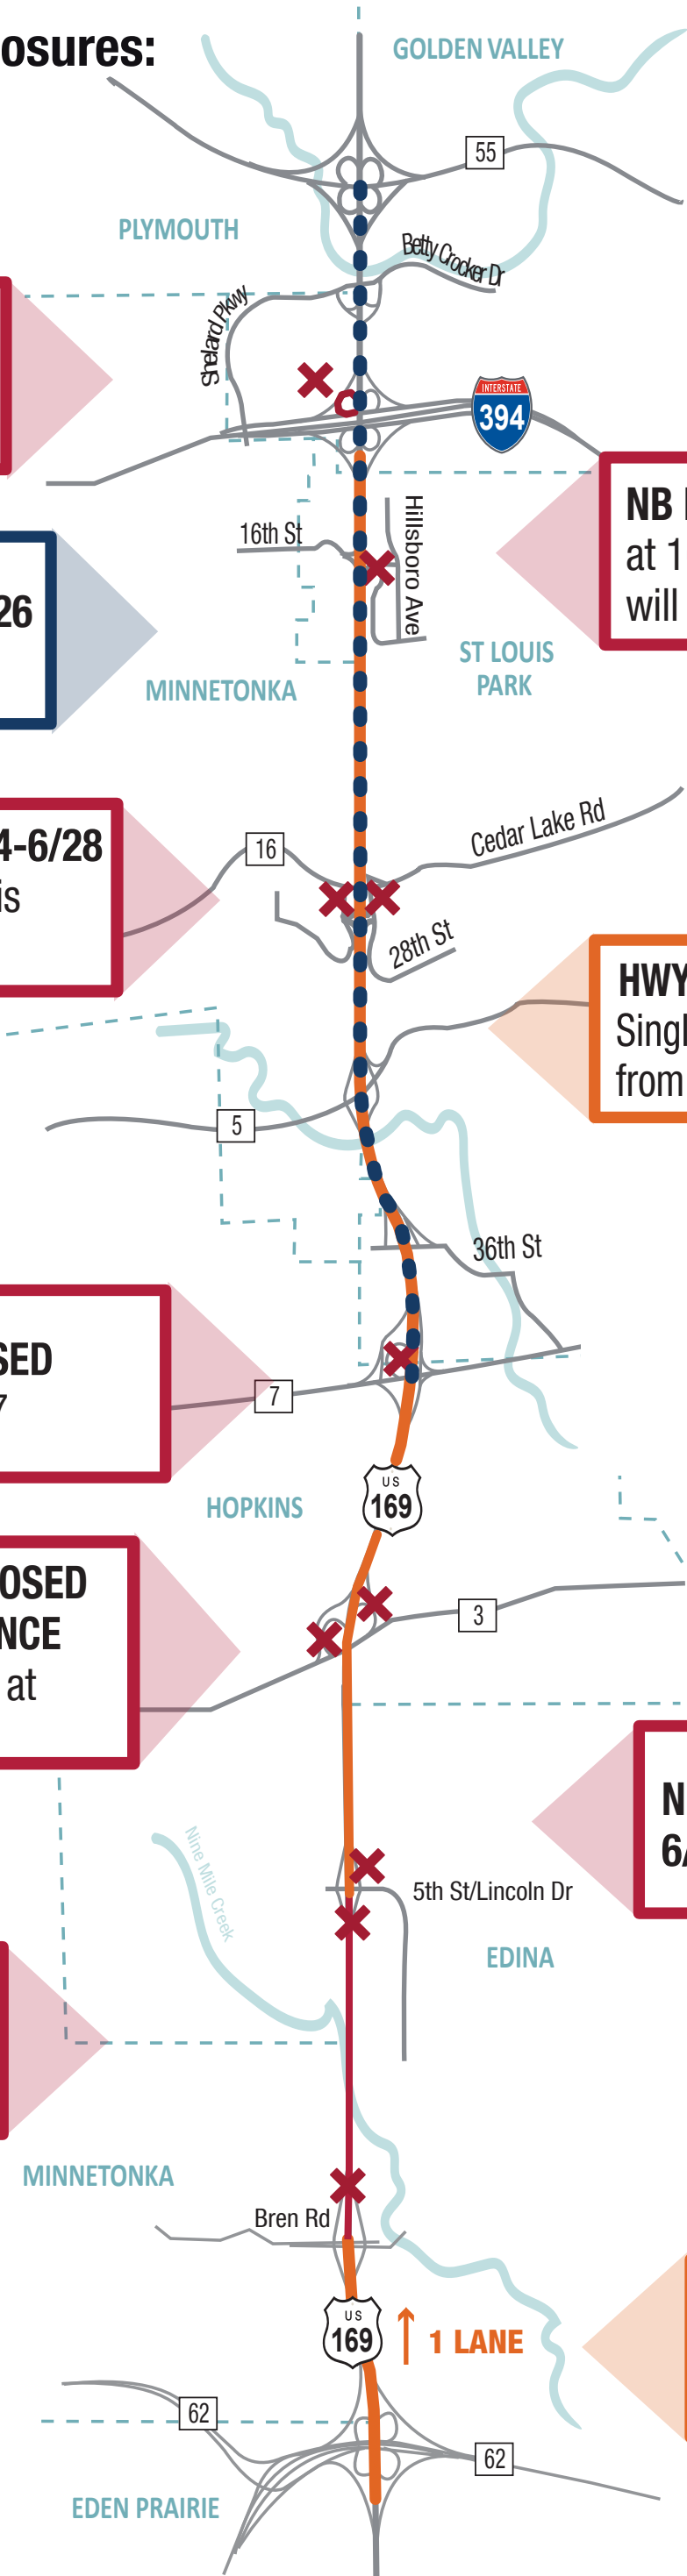 osures:
GOLDEN VALLEY
55
PLYMOUTH
Betty Crocker Dr
Shelard Pkwy
INTERSTATE
394
NB
at 1
will
16th St
Hillsboro Ave
26
ST LOUIS
PARK
MINNETONKA
4-6/28
is
16
Cedar Lake Rd
28th St
HWY
Singl
from
5
36th St
SED
7
7
US
169
HOPKINS
OSED
NCE
at
3
N
6/
Nine Mile Creek
5th St/Lincoln Dr
EDINA
MINNETONKA
Bren Rd
US
169
1 LANE
62
62
EDEN PRAIRIE